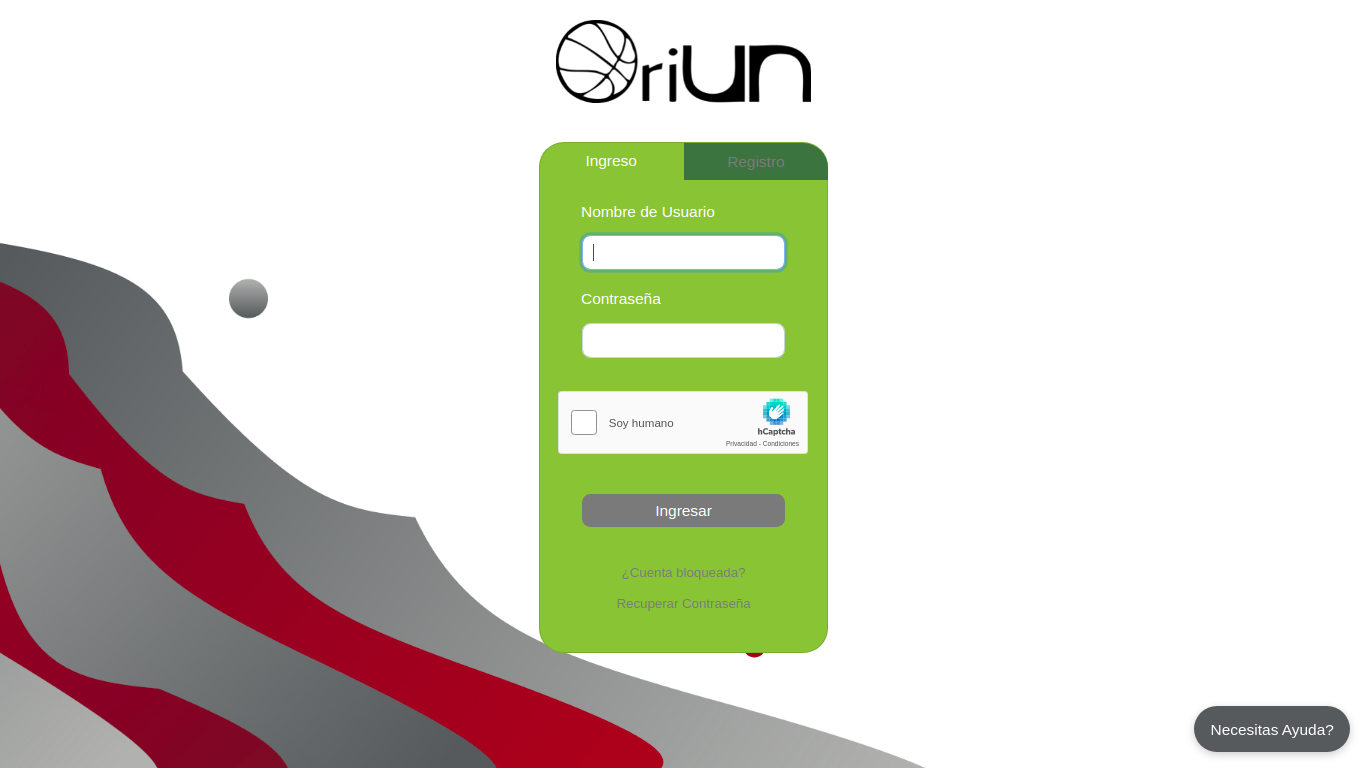 Oriun
Ingreso
Registro
Nombre de Usuario
Contraseña
Soy humano
hCaptcha
Privacidad - Condiciones
Ingresar
¿Cuenta bloqueada?
Recuperar Contraseña
Necesitas Ayuda?